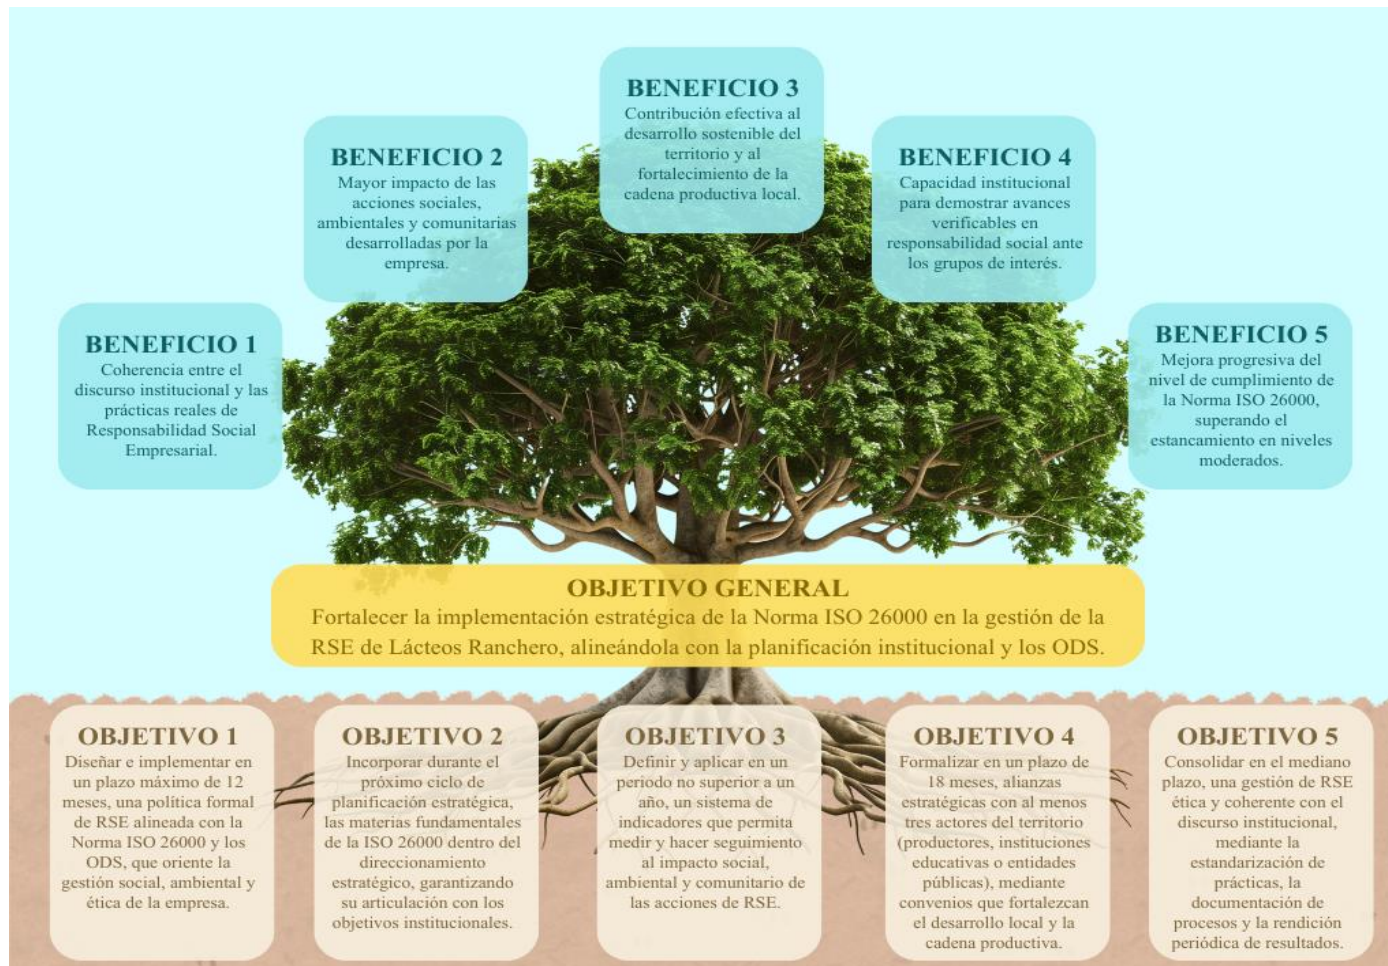 BENEFICIO 3
Contribución efectiva al
desarrollo sostenible del
territorio y al
fortalecimiento de la
cadena productiva local.
BENEFICIO 2
Mayor impacto de las
acciones sociales,
ambientales y comunitarias
desarrolladas por la
empresa.
BENEFICIO 4
Capacidad institucional
para demostrar avances
verificables en
responsabilidad social ante
los grupos de interés.
BENEFICIO 1
Coherencia entre el
discurso institucional y las
prácticas reales de
Responsabilidad Social
Empresarial.
BENEFICIO 5
Mejora progresiva del
nivel de cumplimiento de
la Norma ISO 26000,
superando el
estancamiento en niveles
moderados.
OBJETIVO GENERAL
Fortalecer la implementación estratégica de la Norma ISO 26000 en la gestión de la
RSE de Lácteos Ranchero, alineándola con la planificación institucional y los ODS.
OBJETIVO 1
Diseñar e implementar en
un plazo máximo de 12
meses, una política formal
de RSE alineada con la
Norma ISO 26000 y los
ODS, que oriente la
gestión social, ambiental y
ética de la empresa.
OBJETIVO 2
Incorporar durante el
próximo ciclo de
planificación estratégica,
las materias fundamentales
de la ISO 26000 dentro del
direccionamiento
estratégico, garantizando
su articulación con los
objetivos institucionales.
OBJETIVO 3
Definir y aplicar en un
periodo no superior a un
año, un sistema de
indicadores que permita
medir y hacer seguimiento
al impacto social,
ambiental y comunitario de
las acciones de RSE.
OBJETIVO 4
Formalizar en un plazo de
18 meses, alianzas
estratégicas con al menos
tres actores del territorio
(productores, instituciones
educativas o entidades
públicas), mediante
convenios que fortalezcan
el desarrollo local y la
cadena productiva.
OBJETIVO 5
Consolidar en el mediano
plazo, una gestión de RSE
ética y coherente con el
discurso institucional,
mediante la
estandarización de
prácticas, la
documentación de
procesos y la rendición
periódica de resultados.